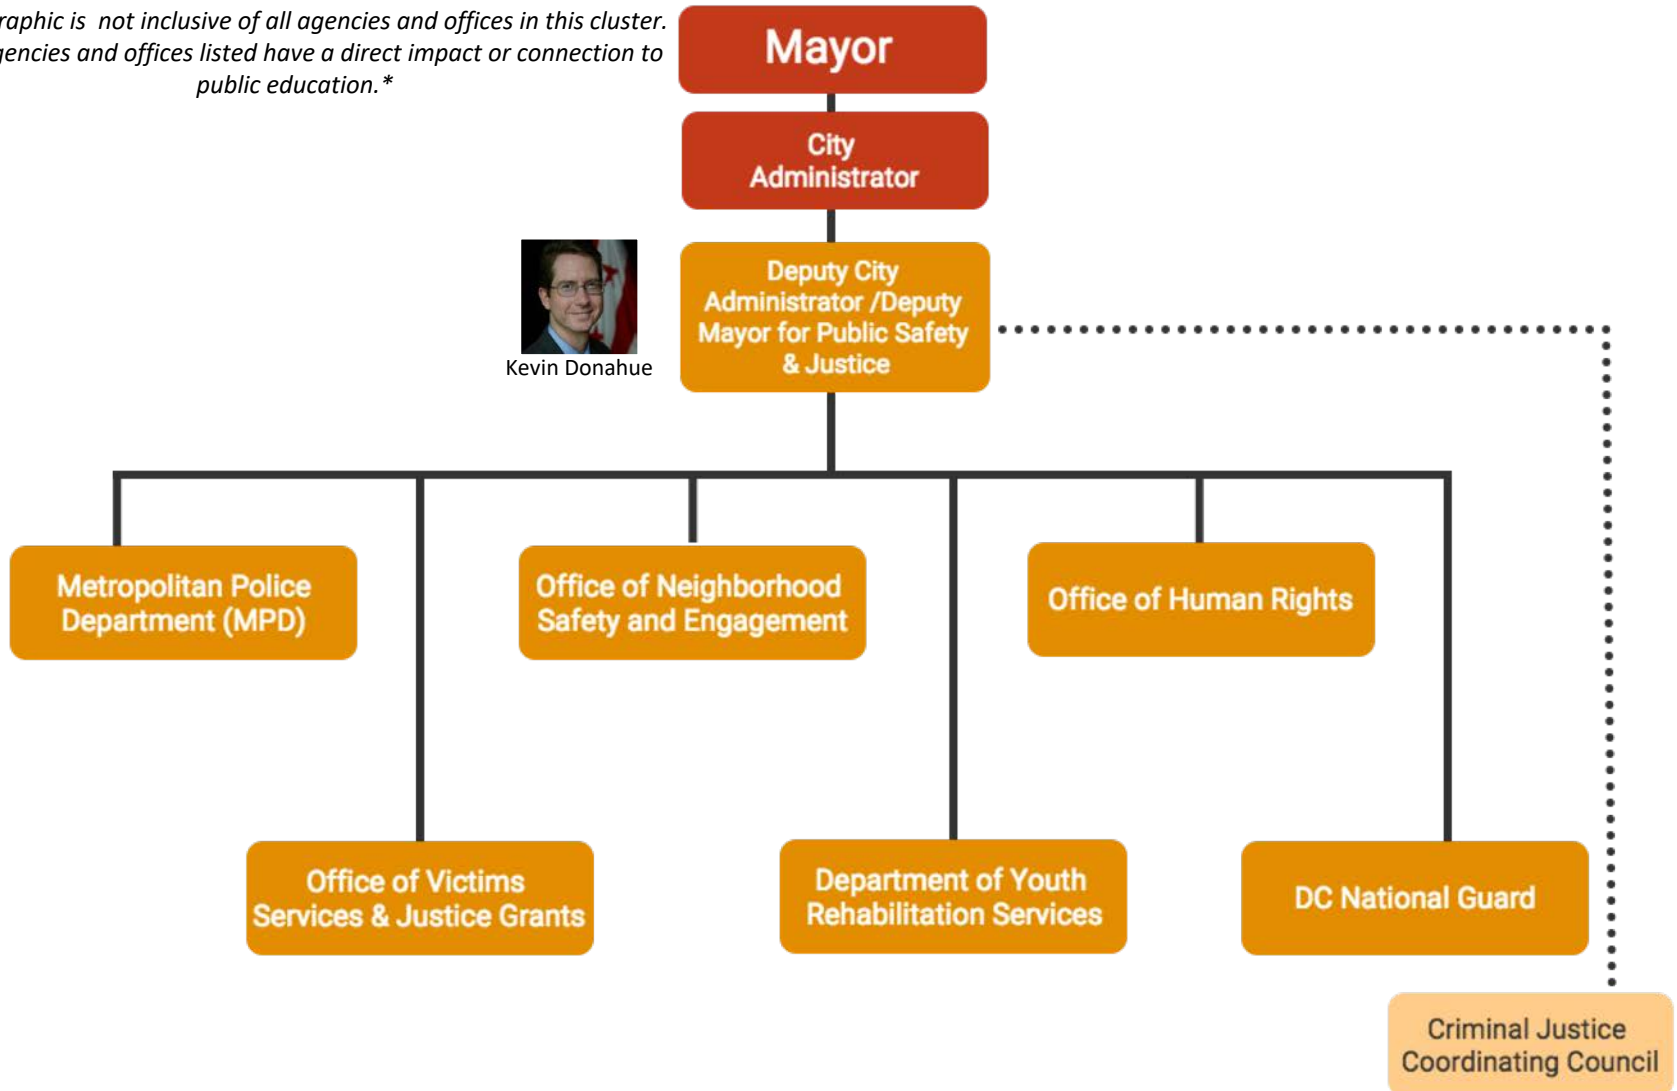 raphic is not inclusive of all agencies and offices in this cluster.
gencies and offices listed have a direct impact or connection to
public education.*
Mayor
City
Administrator
Deputy City
Administrator /Deputy
Mayor for Public Safety
& Justice
Kevin Donahue
Metropolitan Police
Department (MPD)
Office of Neighborhood
Safety and Engagement
Office of Human Rights
Office of Victims
Services & Justice Grants
Department of Youth
Rehabilitation Services
DC National Guard
Criminal Justice
Coordinating Council